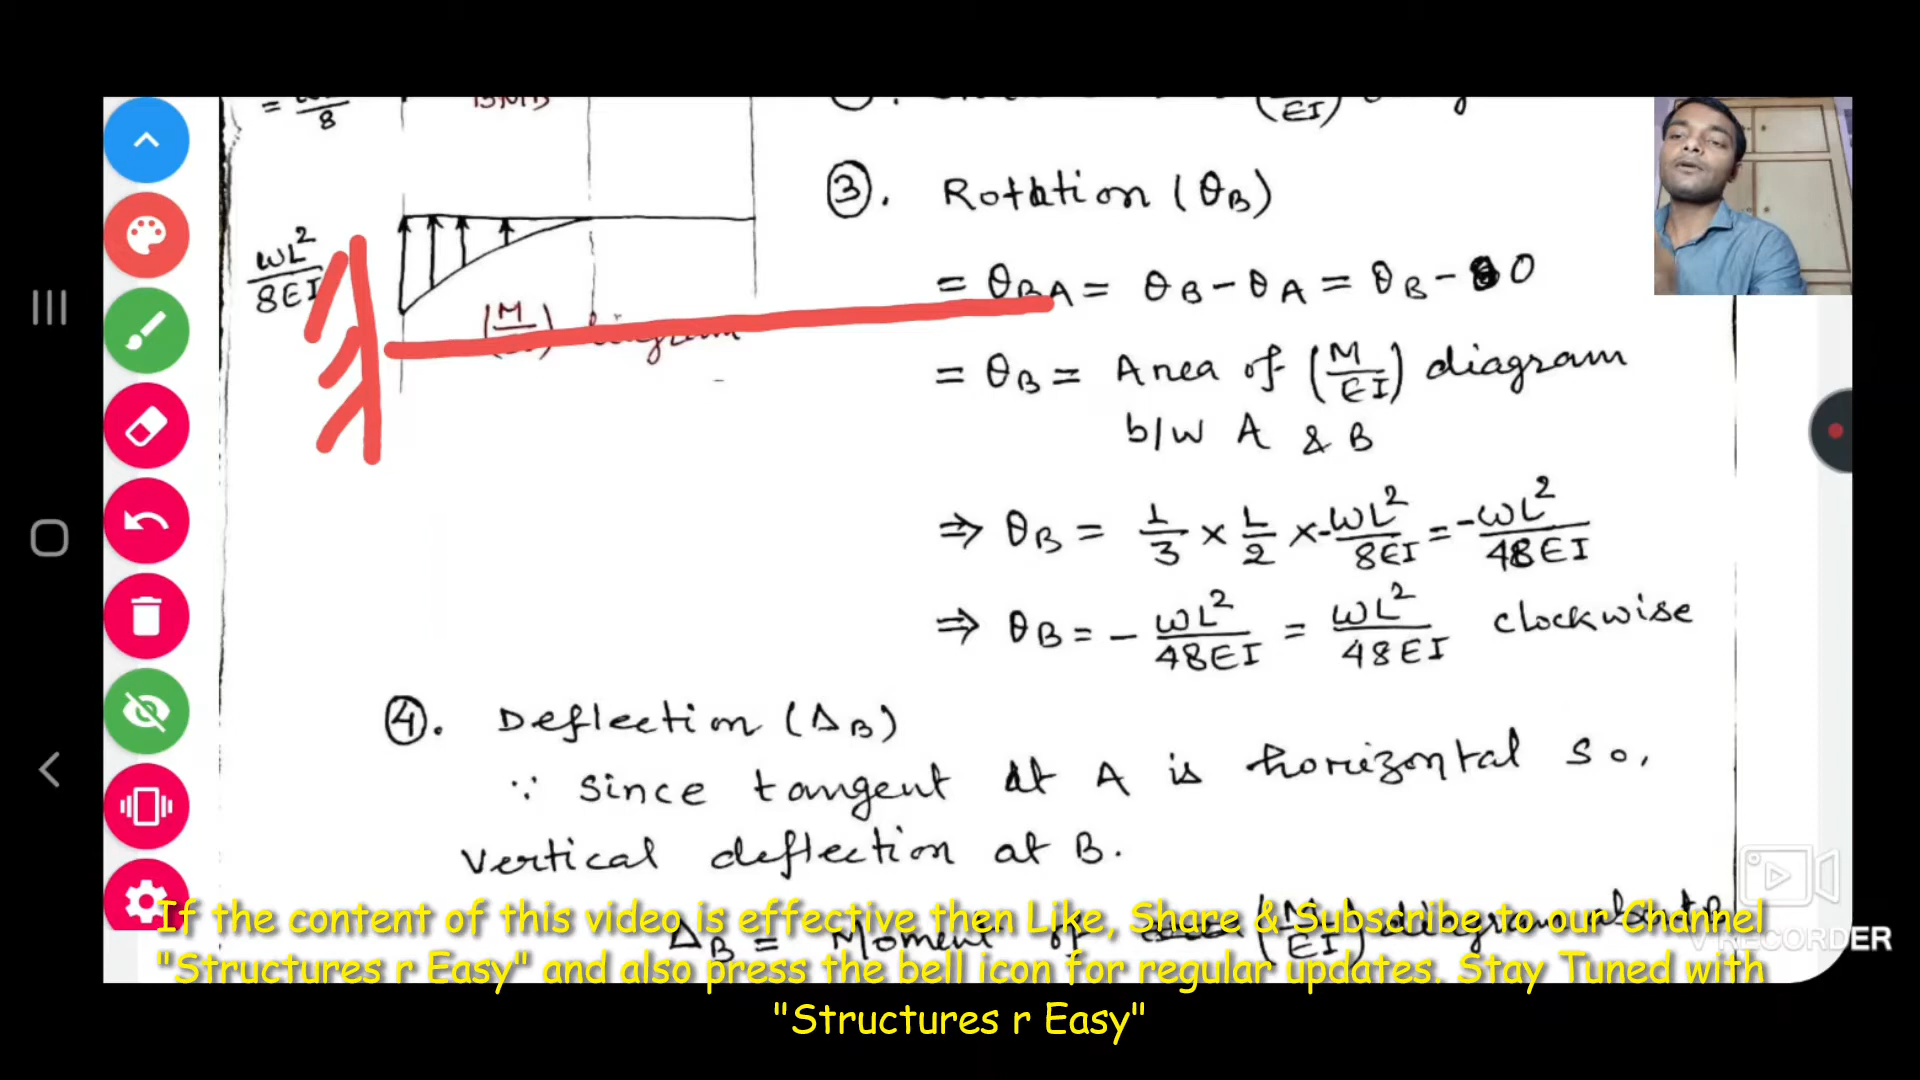 = wL²/8
BMD
(M/EI)
③. Rotation (θB)
wL²/8EI
= θBA = θB - θA = θB - 0
(M/EI) diagram
= θB = Area of (M/EI) diagram
b/w A & B
⇒ θB = 1/3 × L/2 × -wL²/8EI = -wL²/48EI
⇒ θB = - wL²/48EI = wL²/48EI clockwise
④. Deflection (ΔB)
∵ since tangent at A is horizontal so,
vertical deflection at B.
ΔB = Moment of (M/EI) diagram about B
VRECORDER
If the content of this video is effective then Like, Share & Subscribe to our Channel
"Structures r Easy" and also press the bell icon for regular updates. Stay Tuned with
"Structures r Easy"